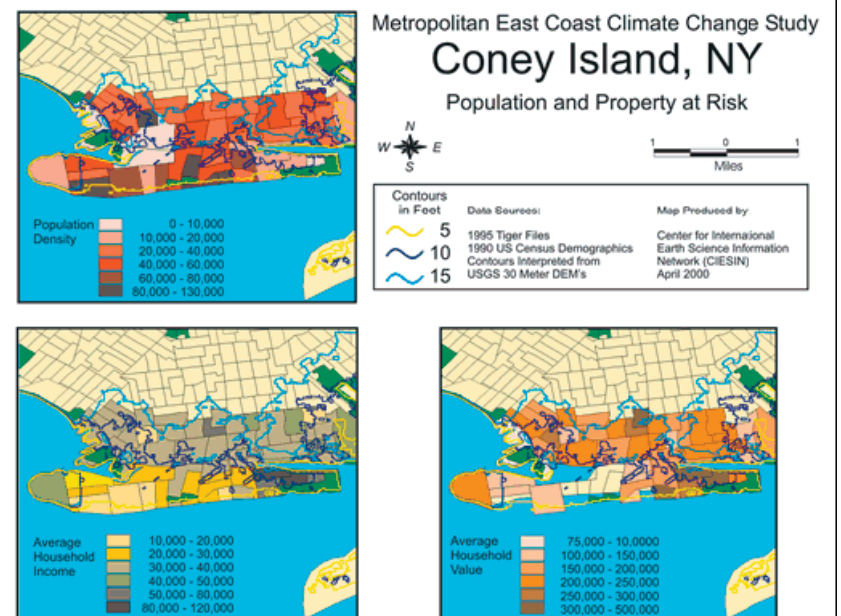 Metropolitan East Coast Climate Change Study
Coney Island, NY
Population and Property at Risk
N
W E
S
1 0 1
Miles
Contours
in Feet
5
10
15
Data Sources:
1995 Tiger Files
1990 US Census Demographics
Contours Interpreted from
USGS 30 Meter DEM's
Map Produced by
Center for International
Earth Science Information
Network (CIESIN)
April 2000
Population
Density
0 - 10,000
10,000 - 20,000
20,000 - 40,000
40,000 - 60,000
60,000 - 80,000
80,000 - 130,000
Average
Household
Income
10,000 - 20,000
20,000 - 30,000
30,000 - 40,000
40,000 - 50,000
50,000 - 80,000
80,000 - 120,000
Average
Household
Value
75,000 - 10,0000
100,000 - 150,000
150,000 - 200,000
200,000 - 250,000
250,000 - 300,000
300,000 - 500,000